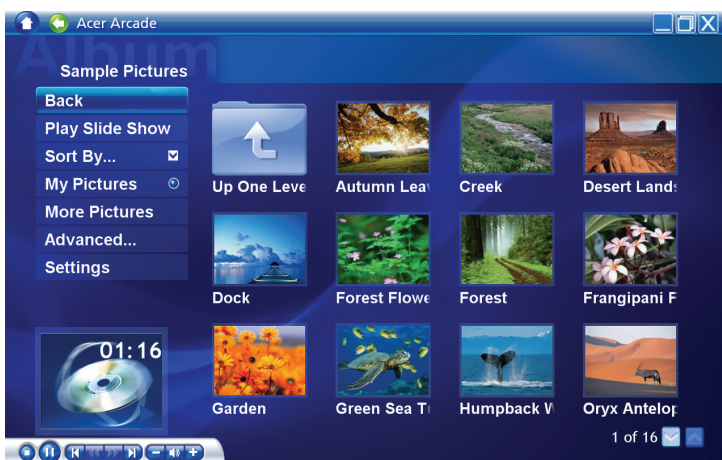 Acer Arcade
Album
Sample Pictures
Back
Play Slide Show
Sort By...
My Pictures
More Pictures
Advanced...
Settings
Up One Leve
Autumn Lea
Creek
Desert Lands
Dock
Forest Flowe
Forest
Frangipani F
01:16
Garden
Green Sea T
Humpback W
Oryx Antelop
1 of 16